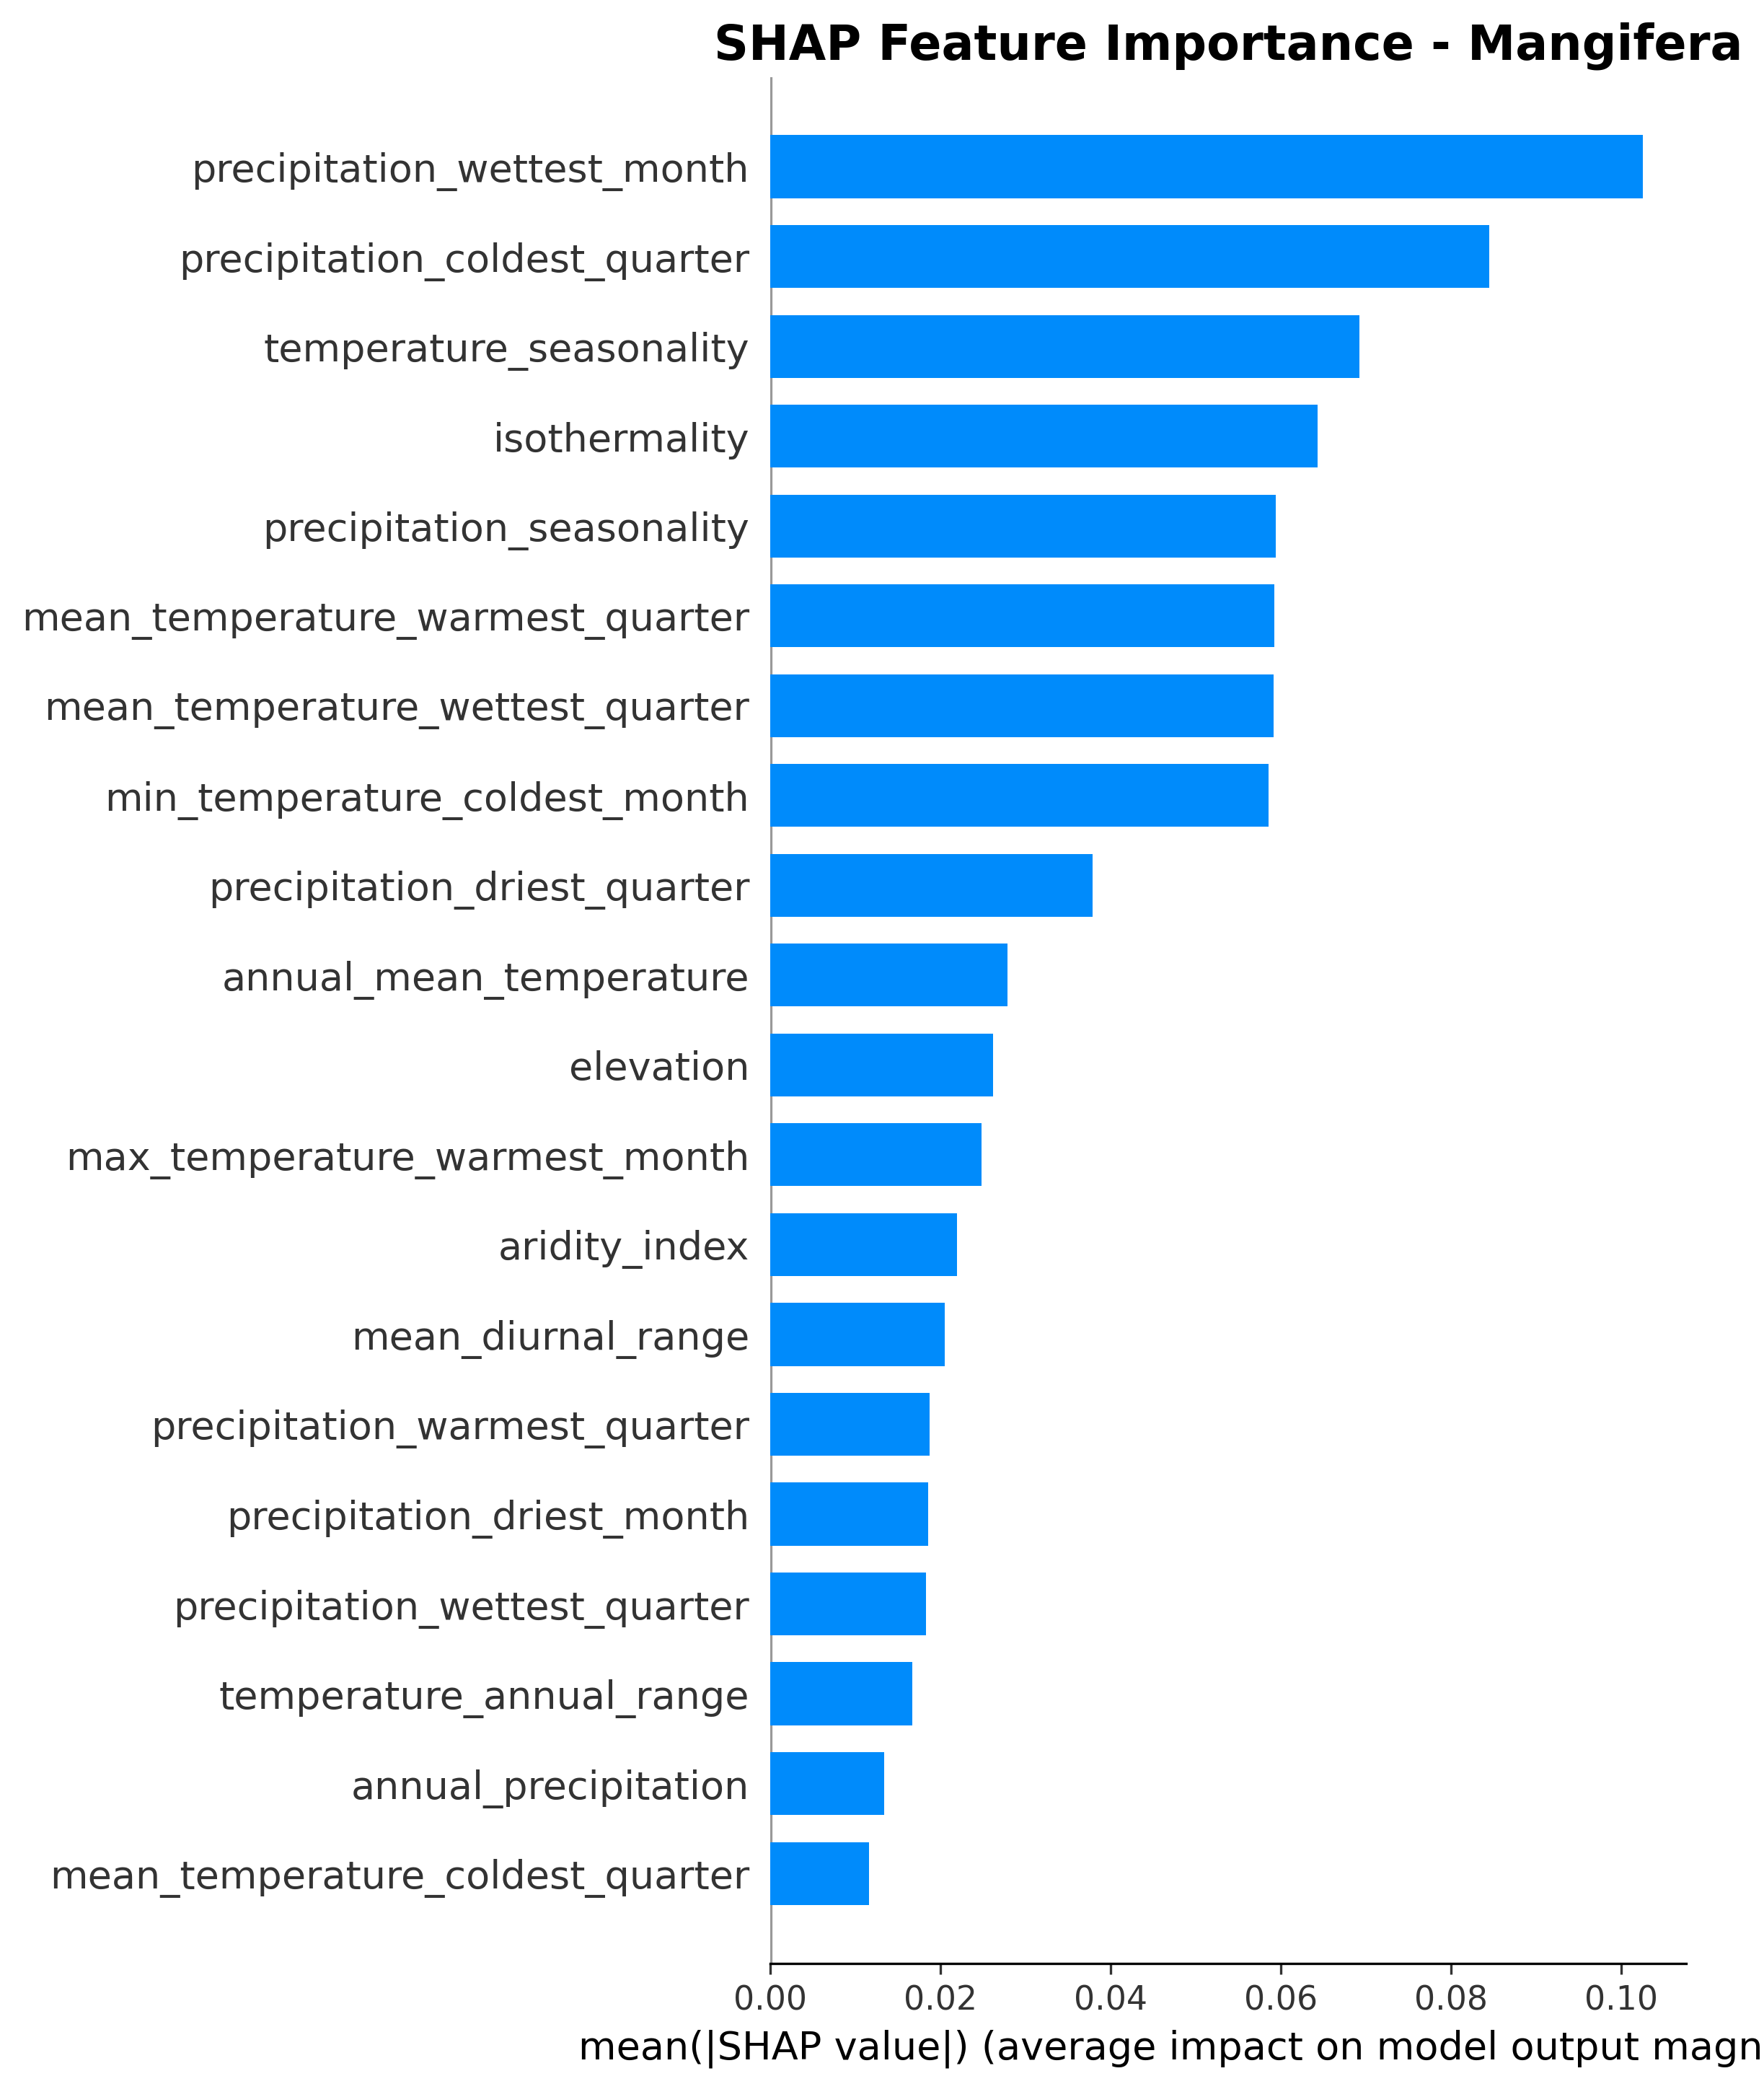 SHAP Feature Importance - Mangifera
precipitation_wettest_month
precipitation_coldest_quarter
temperature_seasonality
isothermality
precipitation_seasonality
mean_temperature_warmest_quarter
mean_temperature_wettest_quarter
min_temperature_coldest_month
precipitation_driest_quarter
annual_mean_temperature
elevation
max_temperature_warmest_month
aridity_index
mean_diurnal_range
precipitation_warmest_quarter
precipitation_driest_month
precipitation_wettest_quarter
temperature_annual_range
annual_precipitation
mean_temperature_coldest_quarter
0.00 0.02 0.04 0.06 0.08 0.10
mean(|SHAP value|) (average impact on model output magn